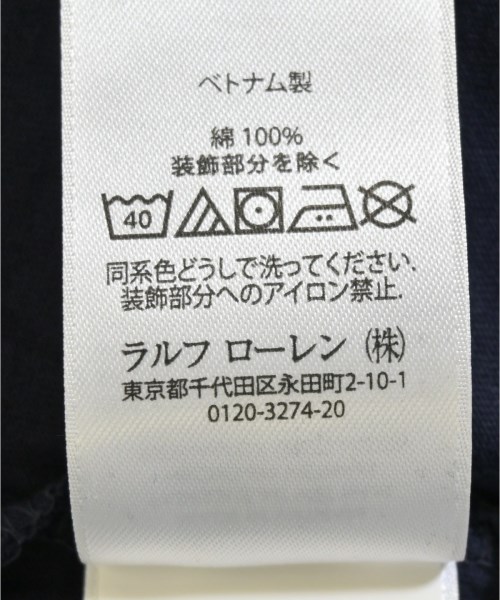 ベトナム製
綿 100%
装飾部分を除く
40
同系色どうしで洗ってください.
装飾部分へのアイロン禁止.
ラルフ ローレン (株)
東京都千代田区永田町2-10-1
0120-3274-20